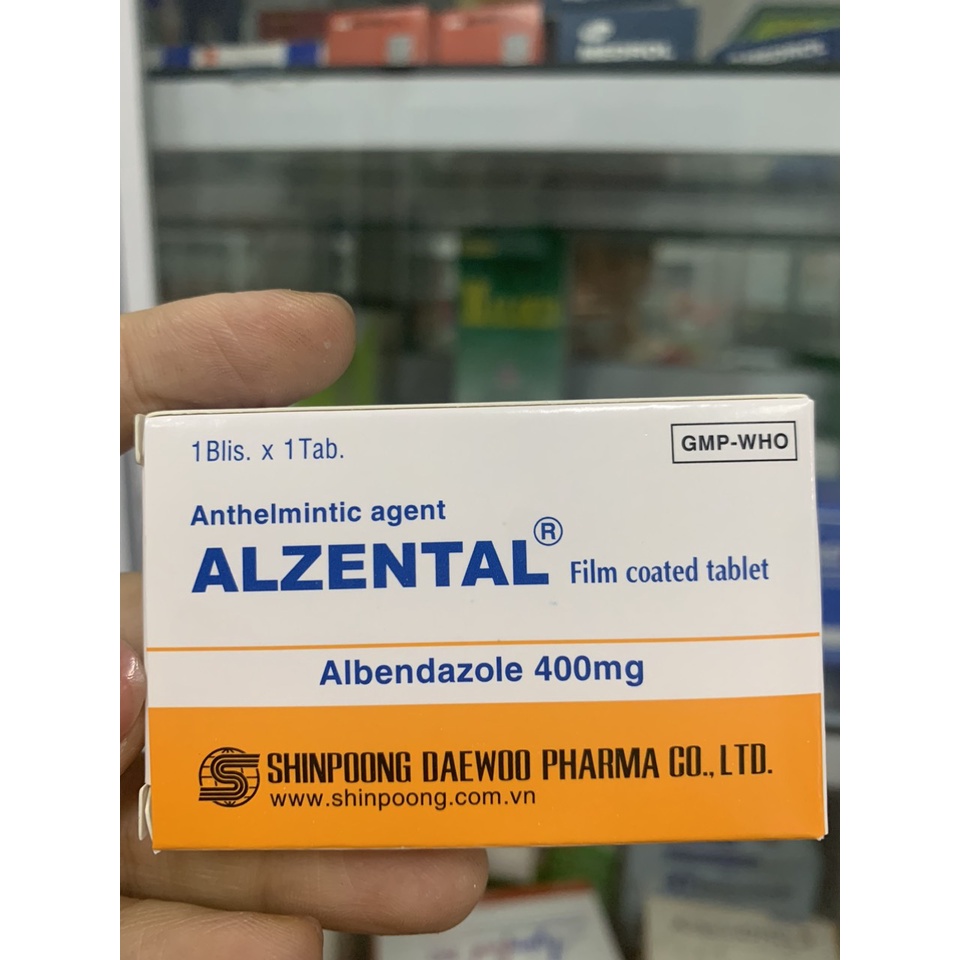 MEDROL
1Blis. x 1Tab.
GMP-WHO
Anthelmintic agent
ALZENTAL®
Film coated tablet
Albendazole 400mg
SHINPOONG DAEWOO PHARMA CO., LTD.
www.shinpoong.com.vn